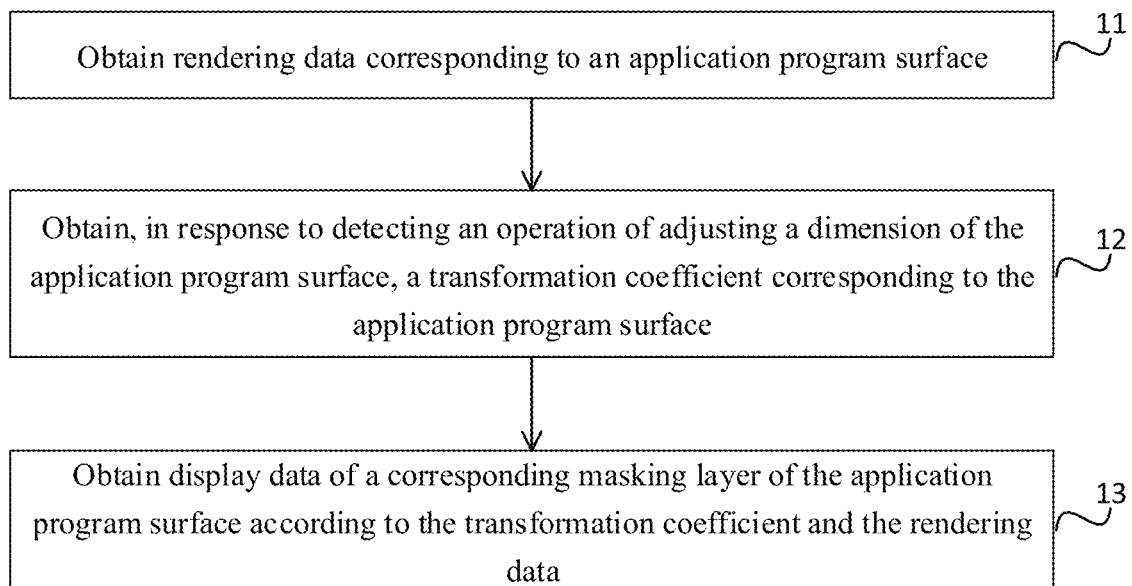 11
Obtain rendering data corresponding to an application program surface
Obtain, in response to detecting an operation of adjusting a dimension of the
12
application program surface, a transformation coefficient corresponding to the
application program surface
Obtain display data of a corresponding masking layer of the application
13
program surface according to the transformation coefficient and the rendering
data